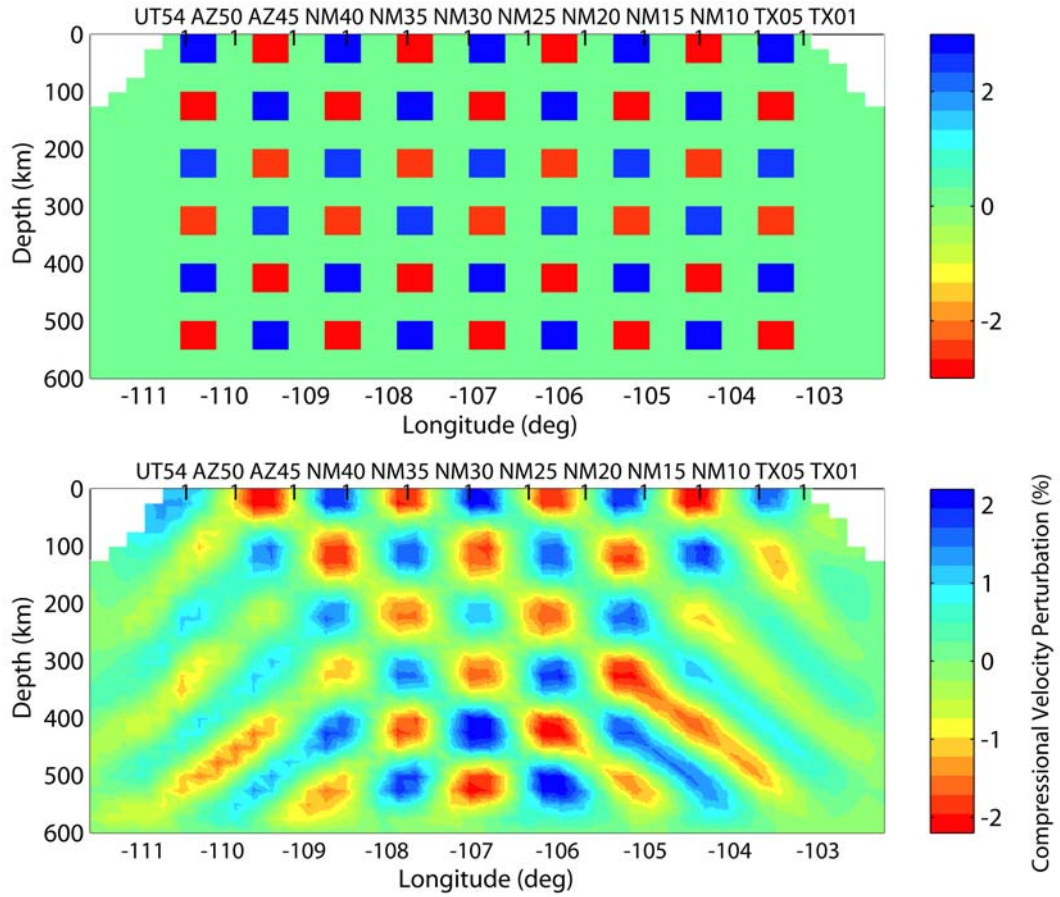 UT54 AZ50 AZ45 NM40 NM35 NM30 NM25 NM20 NM15 NM10 TX05 TX01
0
100
200
300
400
500
600
Depth (km)
-111 -110 -109 -108 -107 -106 -105 -104 -103
Longitude (deg)
2
0
-2
UT54 AZ50 AZ45 NM40 NM35 NM30 NM25 NM20 NM15 NM10 TX05 TX01
0
100
200
300
400
500
600
Depth (km)
-111 -110 -109 -108 -107 -106 -105 -104 -103
Longitude (deg)
2
1
0
-1
-2
Compressional Velocity Perturbation (%)